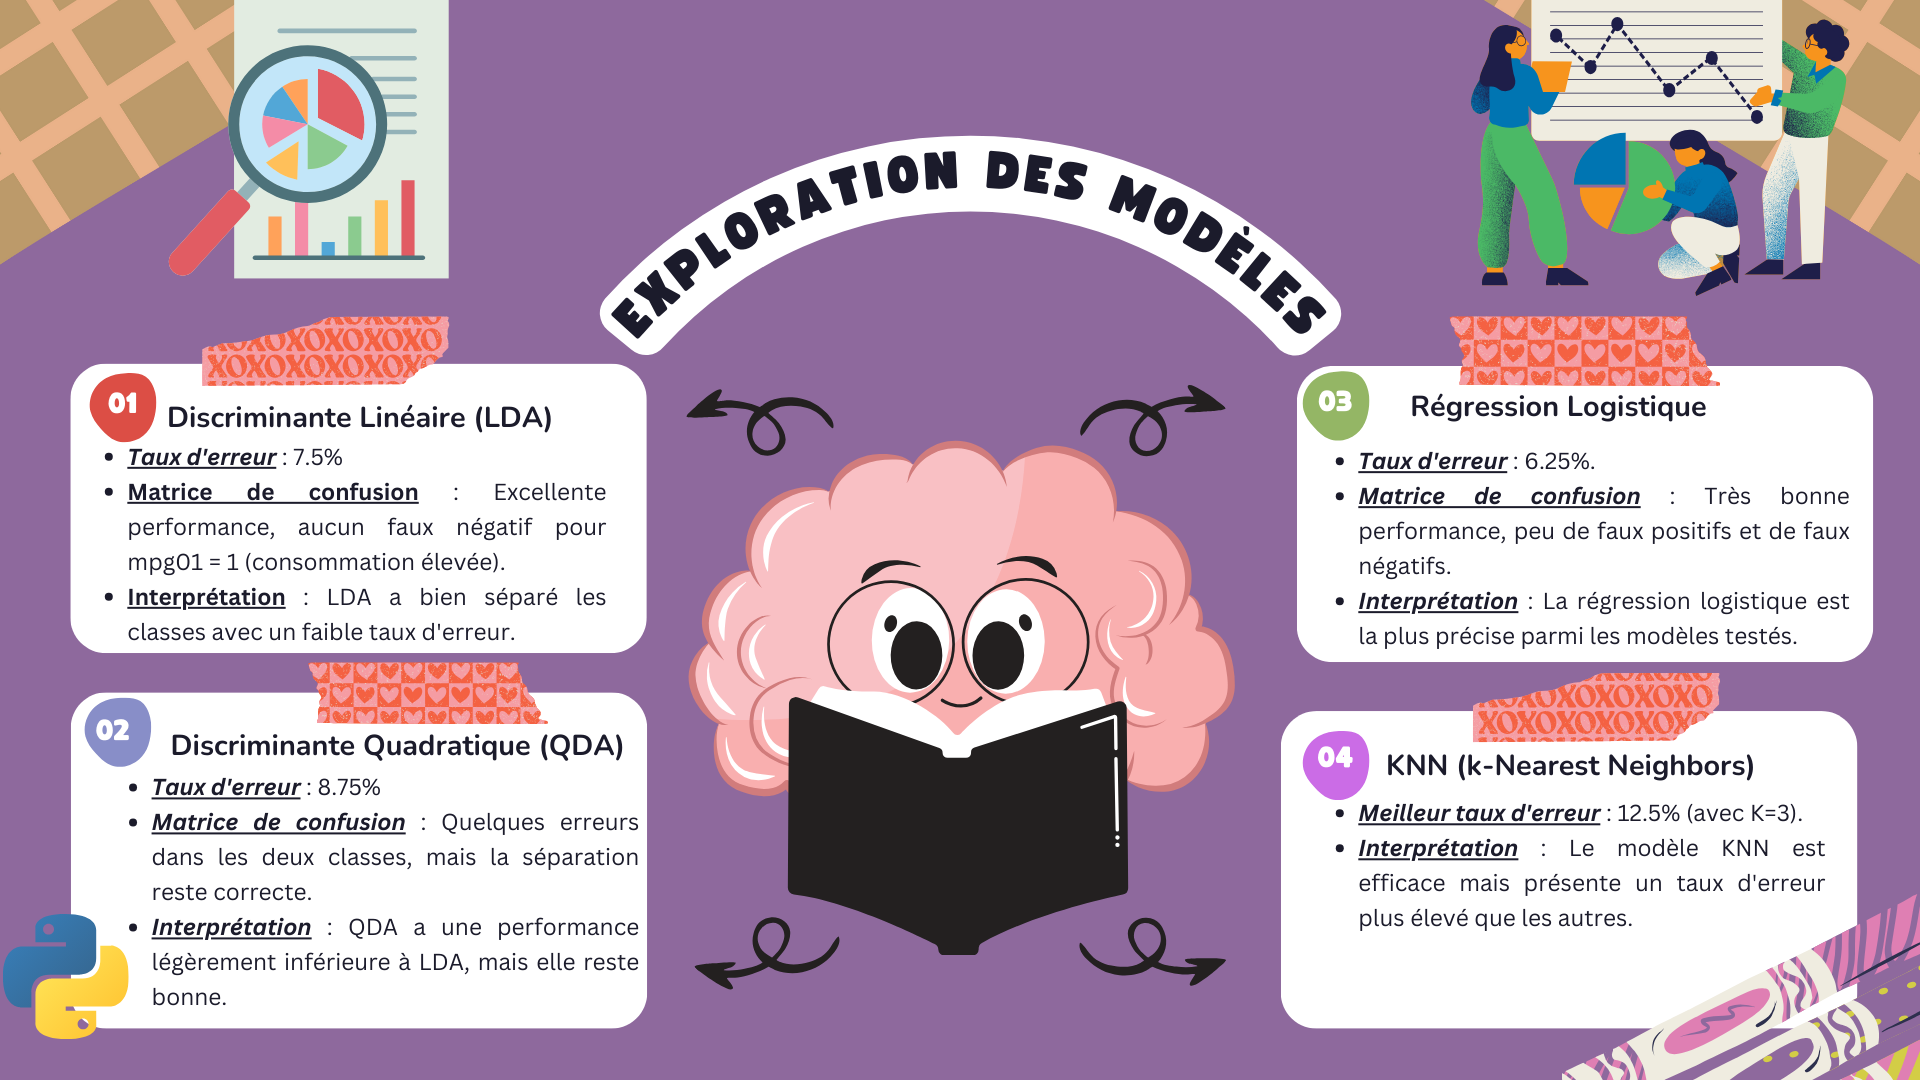 EXPLORATION DES MODÈLES
XOXOXOXO
XOXOXOXOXO
01
Discriminante Linéaire (LDA)
• Taux d'erreur : 7.5%
• Matrice de confusion : Excellente
performance, aucun faux négatif pour
mpg01 = 1 (consommation élevée).
• Interprétation : LDA a bien séparé les
classes avec un faible taux d'erreur.
02
Discriminante Quadratique (QDA)
• Taux d'erreur : 8.75%
• Matrice de confusion : Quelques erreurs
dans les deux classes, mais la séparation
reste correcte.
• Interprétation : QDA a une performance
légèrement inférieure à LDA, mais elle reste
bonne.
03
Régression Logistique
• Taux d'erreur : 6.25%.
• Matrice de confusion : Très bonne
performance, peu de faux positifs et de faux
négatifs.
• Interprétation : La régression logistique est
la plus précise parmi les modèles testés.
XOXOXOXO
XOXOXOXOXO
04
KNN (k-Nearest Neighbors)
• Meilleur taux d'erreur : 12.5% (avec K=3).
• Interprétation : Le modèle KNN est
efficace mais présente un taux d'erreur
plus élevé que les autres.